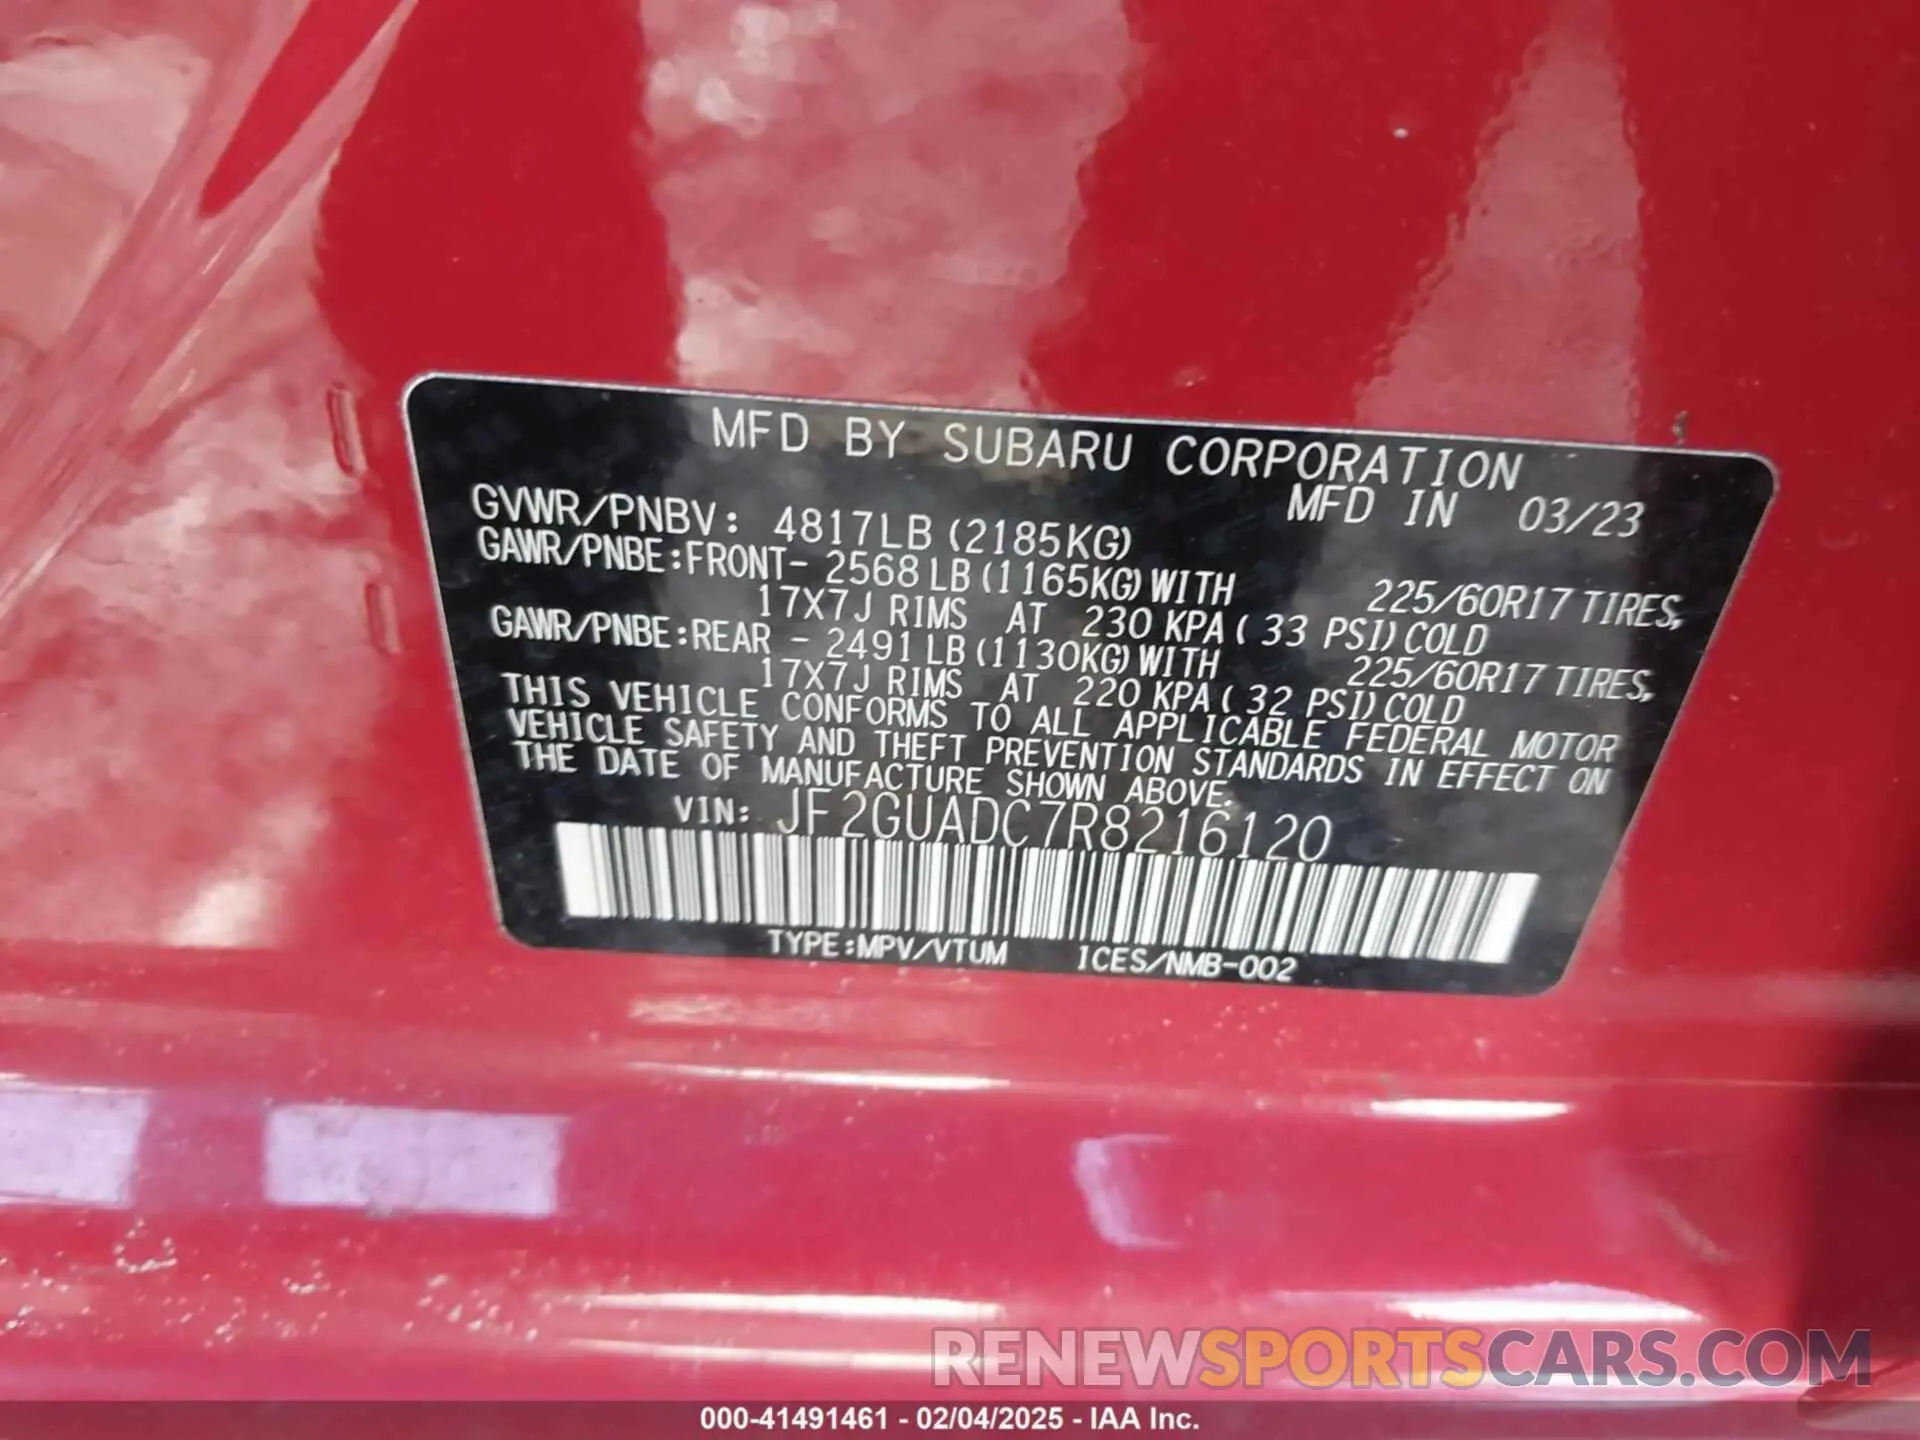 MFD BY SUBARU CORPORATION
MFD IN 03/23
GVWR/PNBV: 4817LB (2185KG)
GAWR/PNBE:FRONT- 2568LB (1165KG) WITH 225/60R17 TIRES,
17X7J RIMS AT 230 KPA ( 33 PSI) COLD
GAWR/PNBE:REAR - 2491LB (1130KG) WITH 225/60R17 TIRES,
17X7J RIMS AT 220 KPA ( 32 PSI) COLD
THIS VEHICLE CONFORMS TO ALL APPLICABLE FEDERAL MOTOR
VEHICLE SAFETY AND THEFT PREVENTION STANDARDS IN EFFECT ON
THE DATE OF MANUFACTURE SHOWN ABOVE.
VIN: JF2GUADC7R8216120
TYPE:MPV/VTUM ICES/NMB-002
RENEWSPORTSCARS.COM
000-41491461 - 02/04/2025 - IAA Inc.